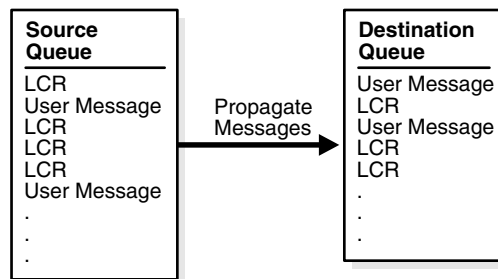 Source
Queue
LCR
User Message
LCR
LCR
LCR
User Message
.
.
.
Propagate
Messages
Destination
Queue
User Message
LCR
User Message
LCR
LCR
.
.
.